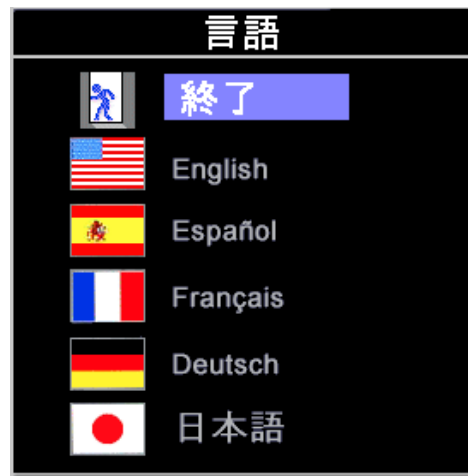 言語
終了
English
Español
Français
Deutsch
日本語